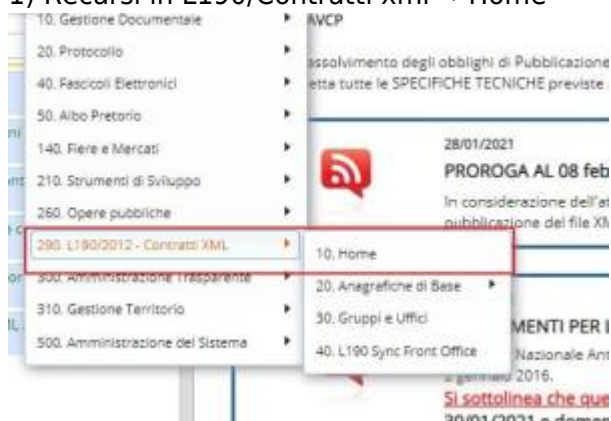 1) Recarsi in L190/Contratti Xml → Home
10. Gestione Documentale
20. Protocollo
40. Fascicoli Elettronici
50. Albo Pretorio
140. Fiere e Mercati
210. Strumenti di Sviluppo
260. Opere pubbliche
290. L190/2012 - Contratti XML
300. Amministrazione Trasparente
310. Gestione Territorio
500. Amministrazione del Sistema
10. Home
20. Anagrafiche di Base
30. Gruppi e Uffici
40. L190 Sync Front Office
AVCP
assolvimento degli obblighi di Pubblicazione
etta tutte le SPECIFICHE TECNICHE previste
28/01/2021
PROROGA AL 08 feb
In considerazione dell'at
pubblicazione del file XM
MENTI PER L
Nazionale Ant
2 gennaio 2016.
Si sottolinea che que
30/01/2021 e domen